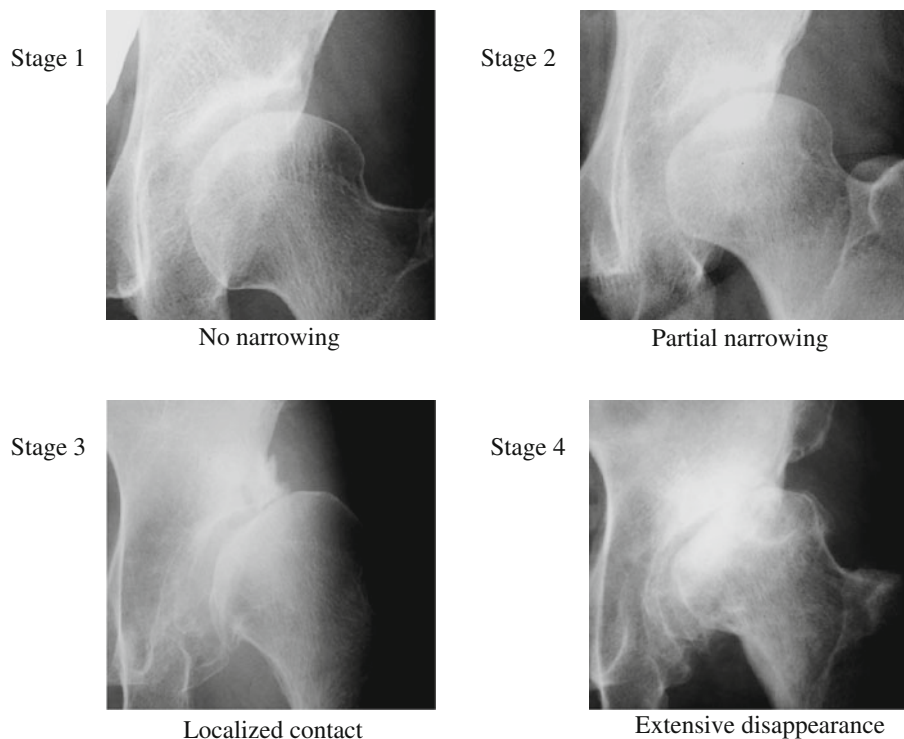 Stage 1
Stage 2
No narrowing
Partial narrowing
Stage 3
Stage 4
Localized contact
Extensive disappearance